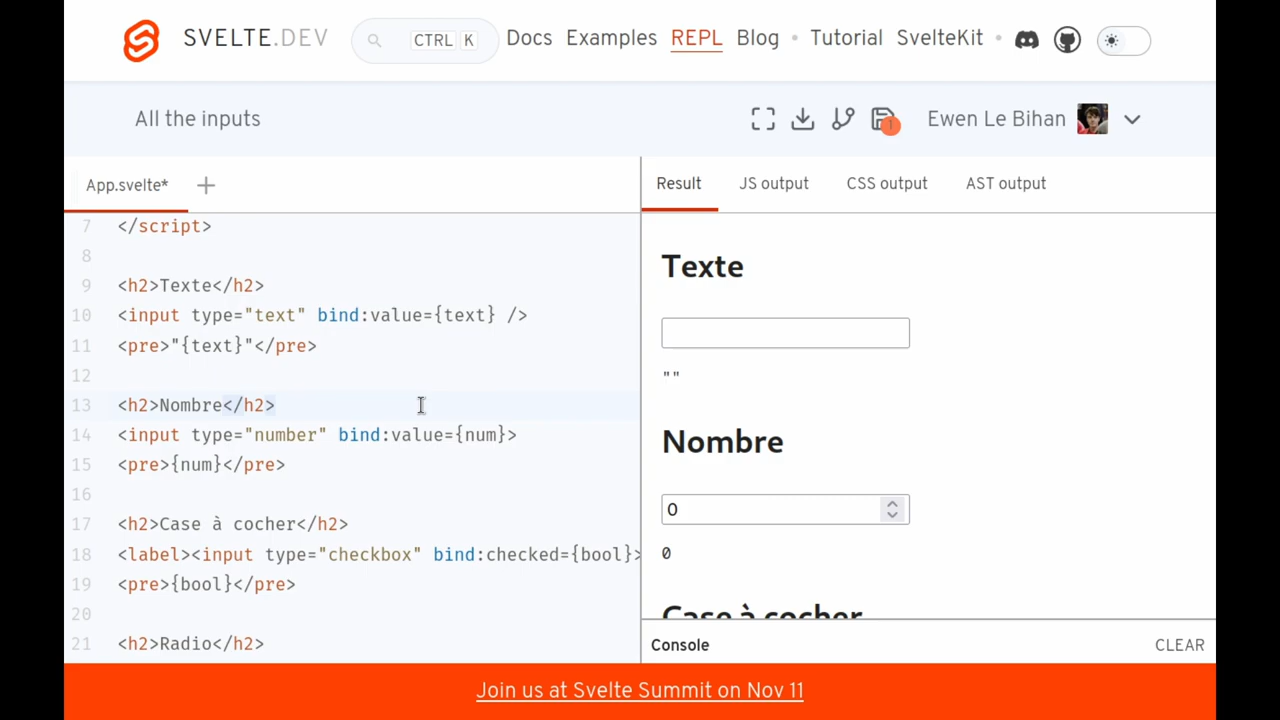 SVELTE.DEV CTRL K Docs Examples REPL Blog • Tutorial SvelteKit •
All the inputs 1 Ewen Le Bihan
App.svelte* +
7 </script>
8
9 <h2>Texte</h2>
10 <input type="text" bind:value={text} />
11 <pre>"{text}"</pre>
12
13 <h2>Nombre</h2>
14 <input type="number" bind:value={num}>
15 <pre>{num}</pre>
16
17 <h2>Case à cocher</h2>
18 <label><input type="checkbox" bind:checked={bool}>
19 <pre>{bool}</pre>
20
21 <h2>Radio</h2>
Result JS output CSS output AST output
Texte
""
Nombre
0
0
Case à cocher
Console CLEAR
Join us at Svelte Summit on Nov 11